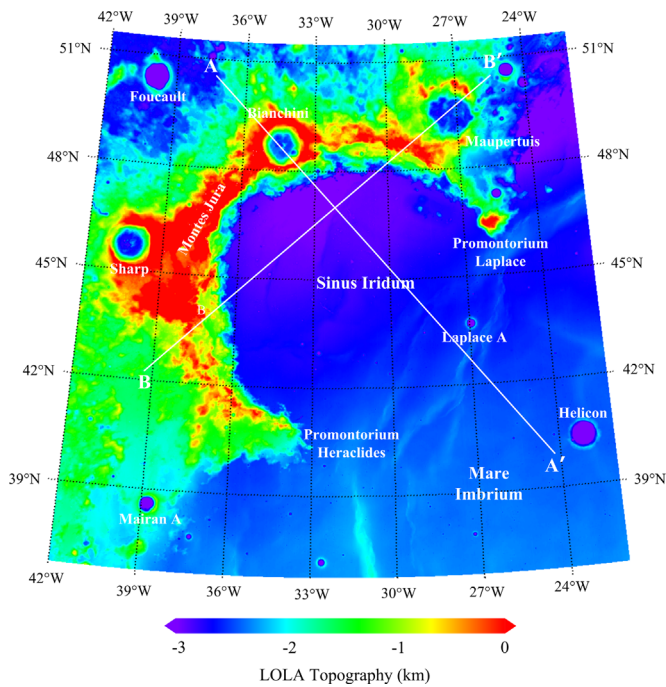 42°W 39°W 36°W 33°W 30°W 27°W 24°W
51°N 51°N
A B′
Foucault
Bianchini
Maupertuis
48°N 48°N
Montes Jura
Promontorium
Laplace
Sharp
45°N 45°N
Sinus Iridum
B
Laplace A
42°N 42°N
B
Helicon
Promontorium
Heraclides
A′
39°N 39°N
Mare
Imbrium
Mairan A
42°W 39°W 36°W 33°W 30°W 27°W 24°W
-3 -2 -1 0
LOLA Topography (km)